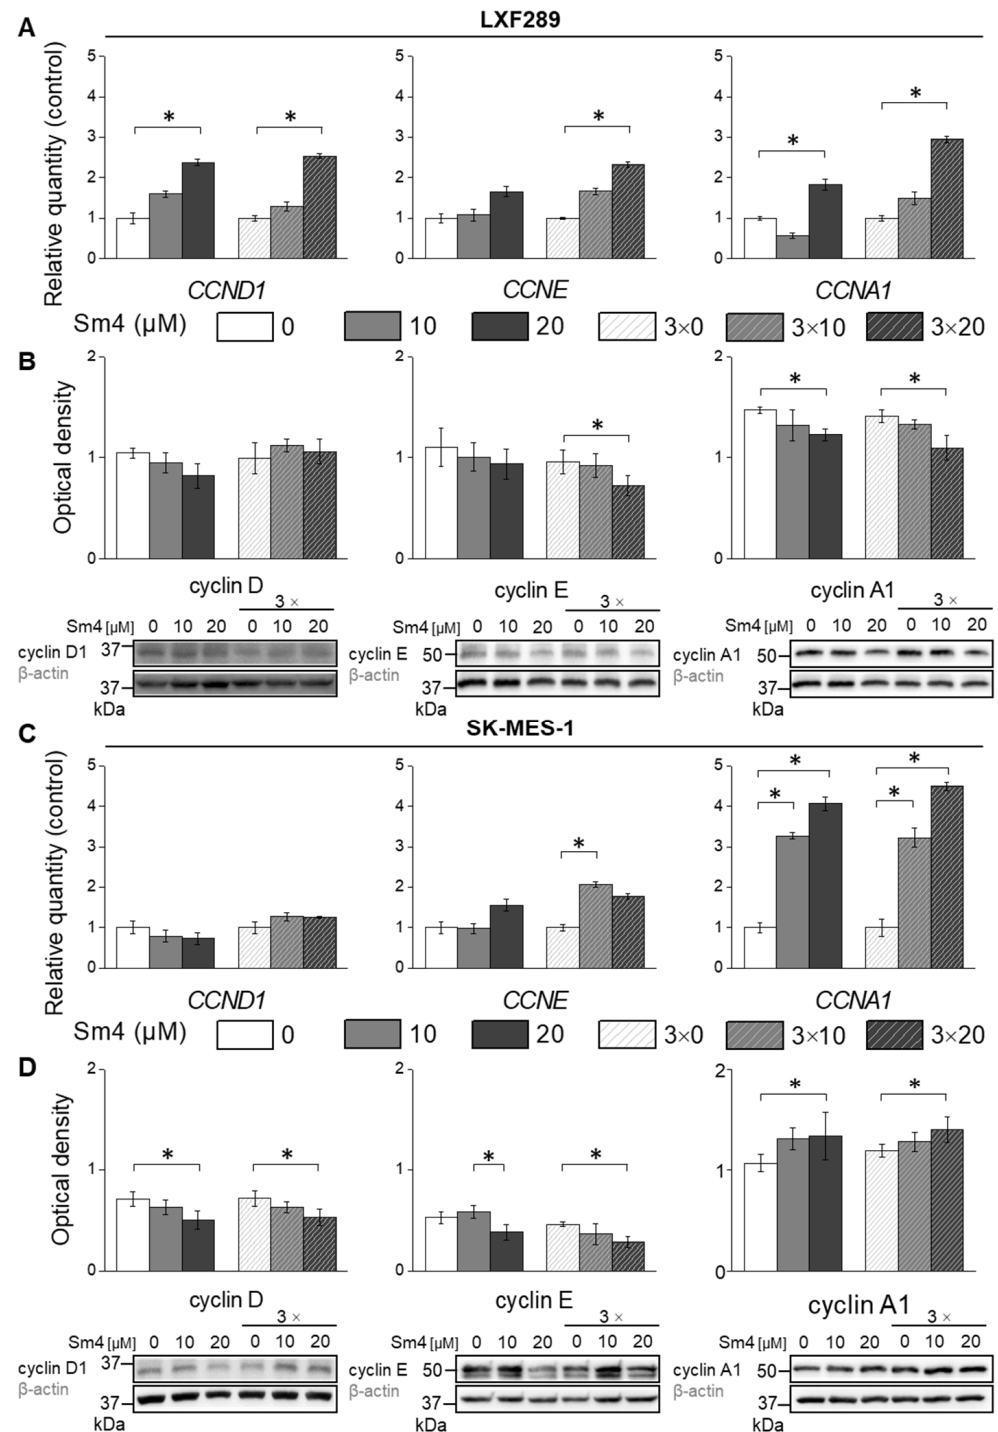 A
LXF289
Relative quantity (control)
5 5 5
4 4 4
3 3 3
2 2 2
1 1 1
0 0 0
* * * * *
CCND1 CCNE CCNA1
Sm4 (µM) 0 10 20 3×0 3×10 3×20
B
Optical density
2 2 2
1 1 1
0 0 0
* * *
cyclin D cyclin E cyclin A1
3 × 3 × 3 ×
Sm4 [µM] 0 10 20 0 10 20 Sm4 [µM] 0 10 20 0 10 20 Sm4 [µM] 0 10 20 0 10 20
cyclin D1 37 cyclin E 50 cyclin A1 50
β-actin 37 β-actin 37 β-actin 37
kDa kDa kDa
C
SK-MES-1
Relative quantity (control)
5 5 5
4 4 4
3 3 3
2 2 2
1 1 1
0 0 0
* * * * *
CCND1 CCNE CCNA1
Sm4 (µM) 0 10 20 3×0 3×10 3×20
D
Optical density
2 2 2
1 1 1
0 0 0
* * * * * *
cyclin D cyclin E cyclin A1
3 × 3 × 3 ×
Sm4 [µM] 0 10 20 0 10 20 Sm4 [µM] 0 10 20 0 10 20 Sm4 [µM] 0 10 20 0 10 20
cyclin D1 37 cyclin E 50 cyclin A1 50
β-actin 37 β-actin 37 β-actin 37
kDa kDa kDa